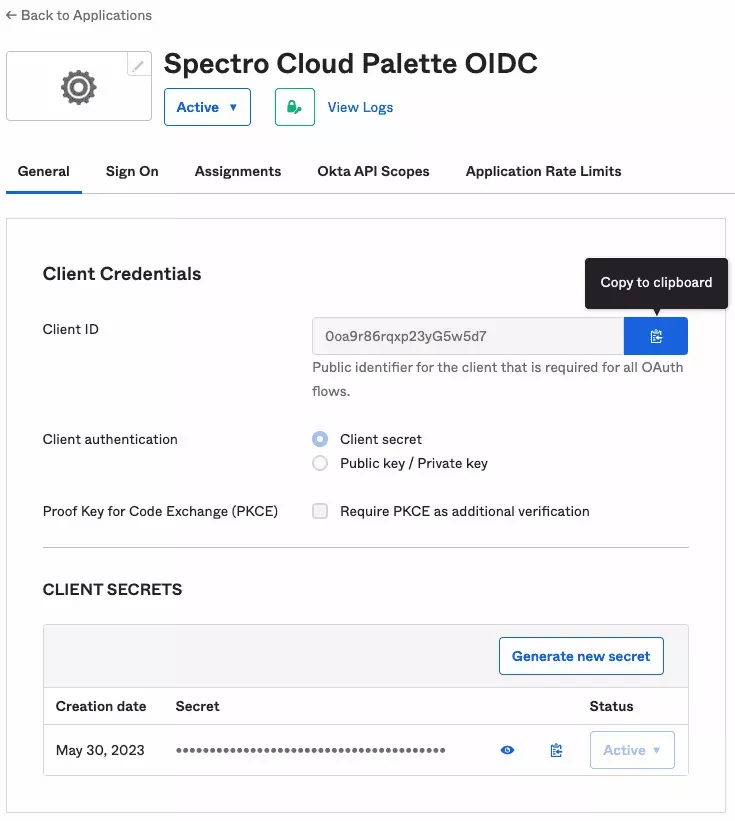 ← Back to Applications
Spectro Cloud Palette OIDC
Active ▼
View Logs
General Sign On Assignments Okta API Scopes Application Rate Limits
Client Credentials
Copy to clipboard
Client ID
0oa9r86rqxp23yG5w5d7
Public identifier for the client that is required for all OAuth
flows.
Client authentication
Client secret
Public key / Private key
Proof Key for Code Exchange (PKCE)
Require PKCE as additional verification
CLIENT SECRETS
Generate new secret
Creation date Secret Status
May 30, 2023 •••••••••••••••••••••••••••••••••••••••• Active ▼